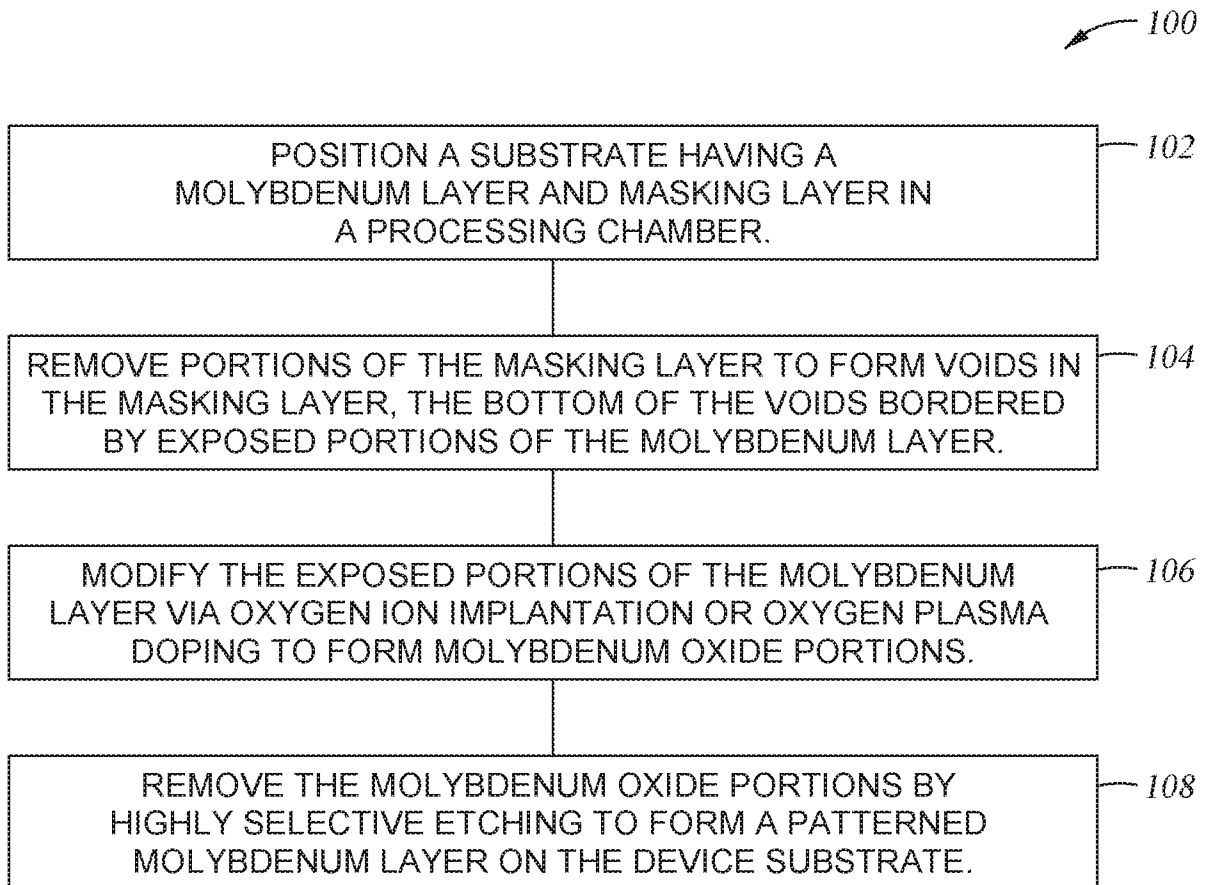 100
POSITION A SUBSTRATE HAVING A
MOLYBDENUM LAYER AND MASKING LAYER IN
A PROCESSING CHAMBER.
102
REMOVE PORTIONS OF THE MASKING LAYER TO FORM VOIDS IN
THE MASKING LAYER, THE BOTTOM OF THE VOIDS BORDERED
BY EXPOSED PORTIONS OF THE MOLYBDENUM LAYER.
104
MODIFY THE EXPOSED PORTIONS OF THE MOLYBDENUM
LAYER VIA OXYGEN ION IMPLANTATION OR OXYGEN PLASMA
DOPING TO FORM MOLYBDENUM OXIDE PORTIONS.
106
REMOVE THE MOLYBDENUM OXIDE PORTIONS BY
HIGHLY SELECTIVE ETCHING TO FORM A PATTERNED
MOLYBDENUM LAYER ON THE DEVICE SUBSTRATE.
108